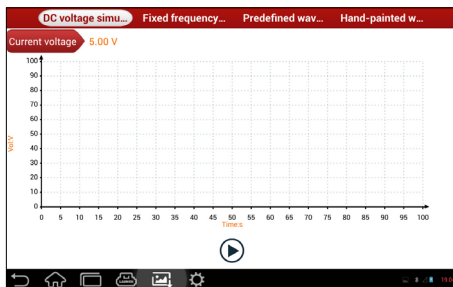 DC voltage simu... Fixed frequency... Predefined wav... Hand-painted w...
Current voltage 5.00 V
100
90
80
70
60
50
40
30
20
10
0
Vol:V
0 5 10 15 20 25 30 35 40 45 50 55 60 65 70 75 80 85 90 95 100
Time:s